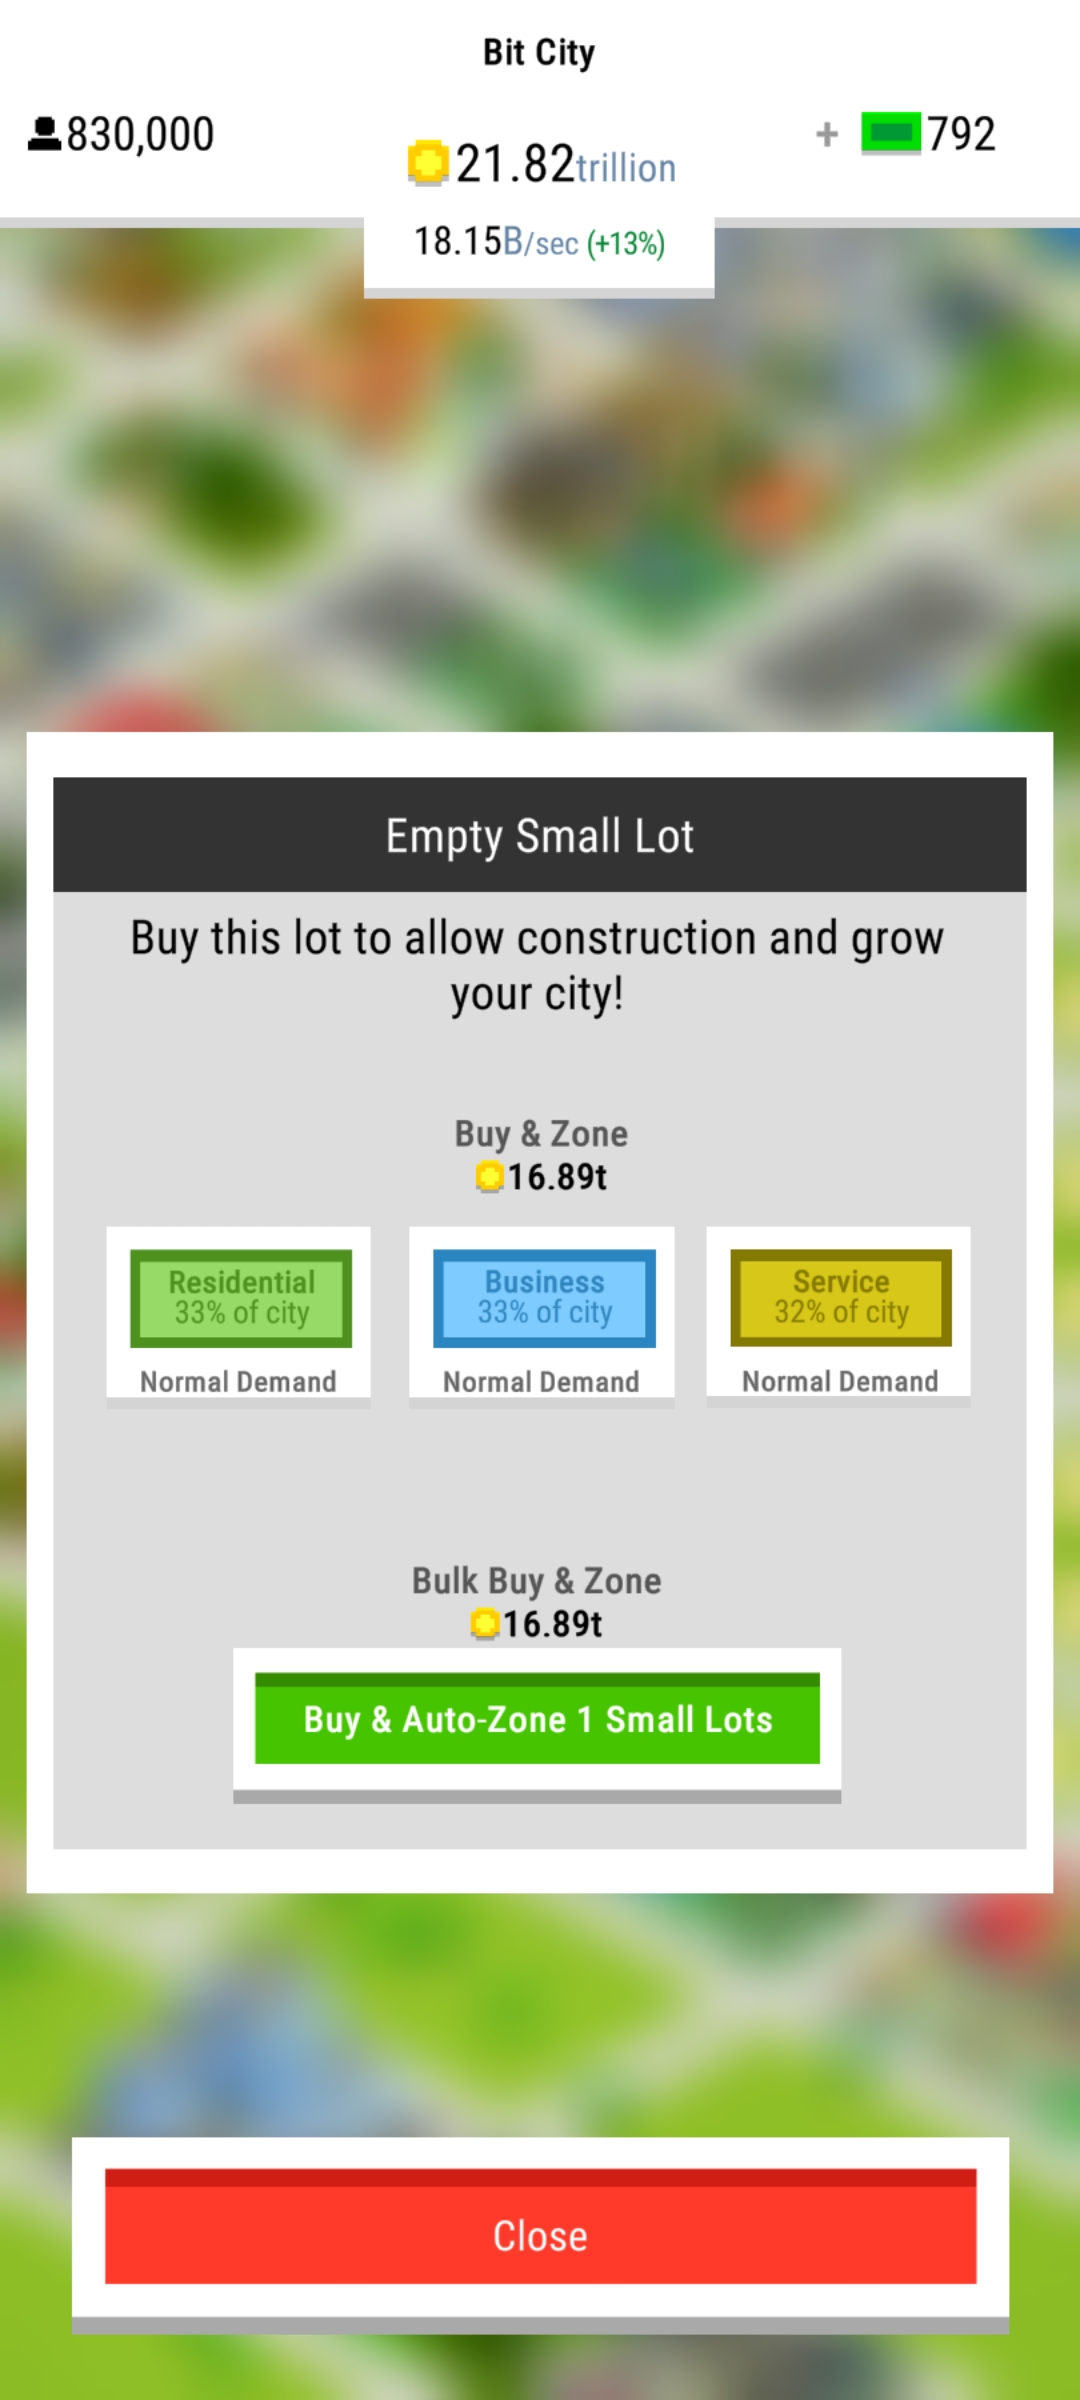 Bit City
830,000
21.82trillion
+ 792
18.15B/sec (+13%)
Empty Small Lot
Buy this lot to allow construction and grow
your city!
Buy & Zone
16.89t
Residential
33% of city
Normal Demand
Business
33% of city
Normal Demand
Service
32% of city
Normal Demand
Bulk Buy & Zone
16.89t
Buy & Auto-Zone 1 Small Lots
Close